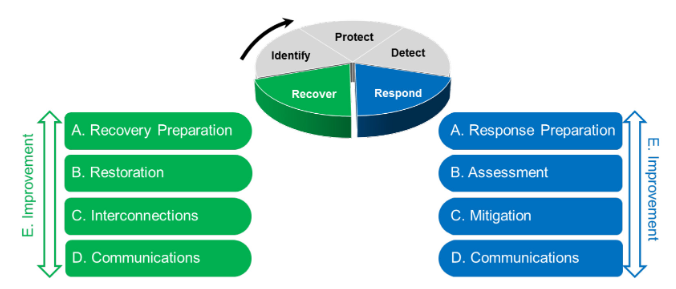 Protect
Identify
Detect
Recover
Respond
E. Improvement
A. Recovery Preparation
B. Restoration
C. Interconnections
D. Communications
A. Response Preparation
B. Assessment
C. Mitigation
D. Communications
E. Improvement